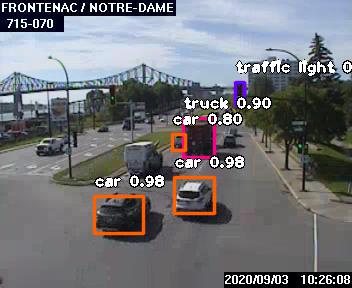 FRONTENAC / NOTRE-DAME
715-070
traffic light 0
truck 0.90
car 0.80
car 0.98
car 0.98
2020/09/03 10:26:08